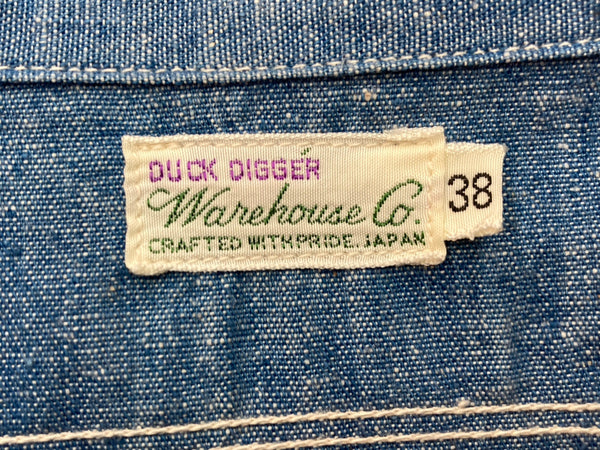 DUCK DIGGER
Warehouse Co.
38
CRAFTED WITH PRIDE. JAPAN